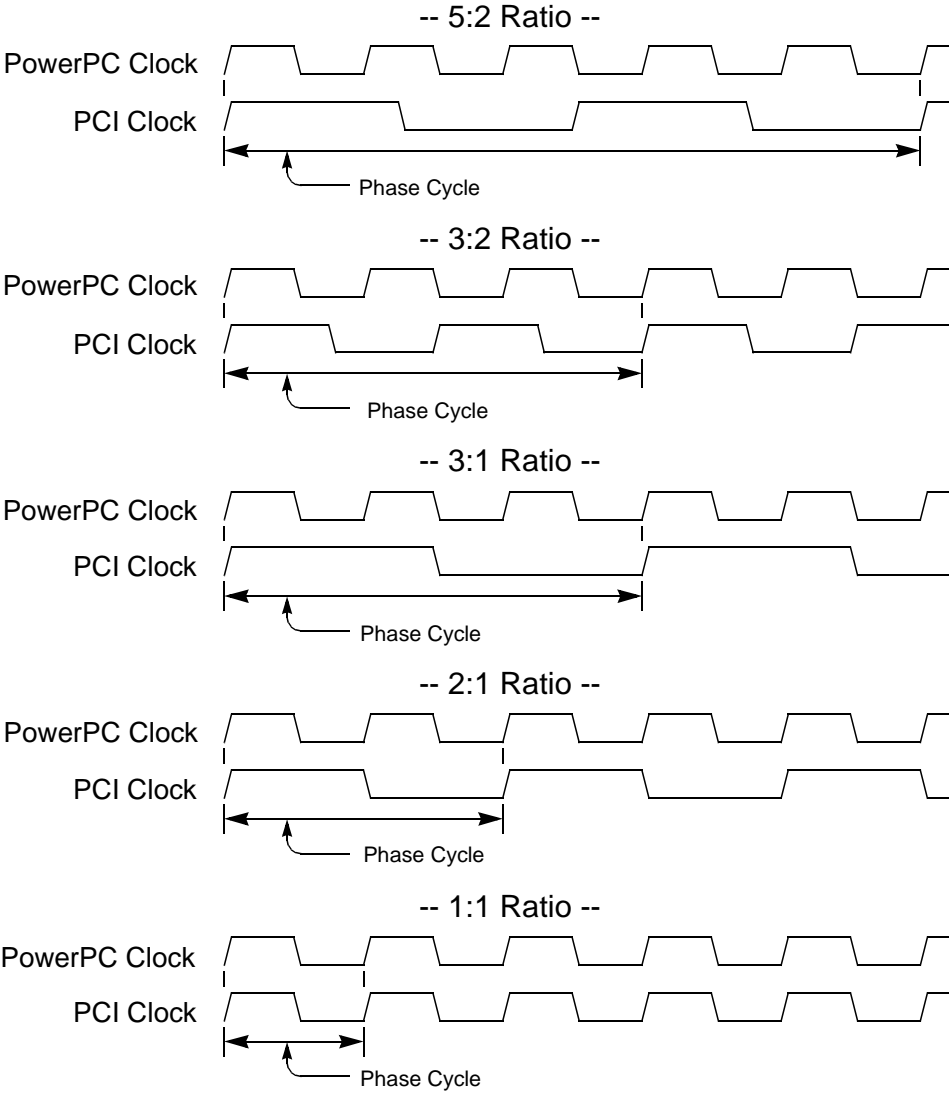 -- 5:2 Ratio --
PowerPC Clock
PCI Clock
Phase Cycle
-- 3:2 Ratio --
PowerPC Clock
PCI Clock
Phase Cycle
-- 3:1 Ratio --
PowerPC Clock
PCI Clock
Phase Cycle
-- 2:1 Ratio --
PowerPC Clock
PCI Clock
Phase Cycle
-- 1:1 Ratio --
PowerPC Clock
PCI Clock
Phase Cycle